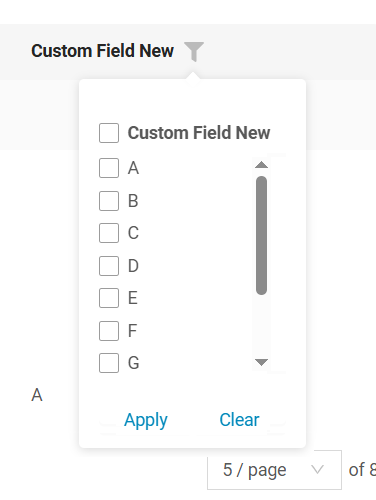 Custom Field New
Custom Field New
A
B
C
D
E
F
G
A
Apply Clear
5 / page of 8